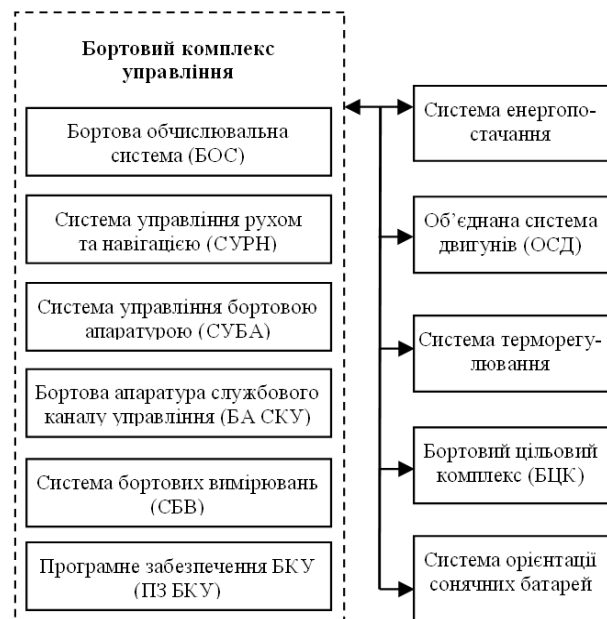 Бортовий комплекс
управління
Бортова обчислювальна
система (БОС)
Система управління рухом
та навігацією (СУРН)
Система управління бортовою
апаратурою (СУБА)
Бортова апаратура службового
каналу управління (БА СКУ)
Система бортових вимірювань
(СБВ)
Програмне забезпечення БКУ
(ПЗ БКУ)
Система енергопо-
стачання
Об’єднана система
двигунів (ОСД)
Система терморегу-
лювання
Бортовий цільовий
комплекс (БЦК)
Система орієнтації
сонячних батарей